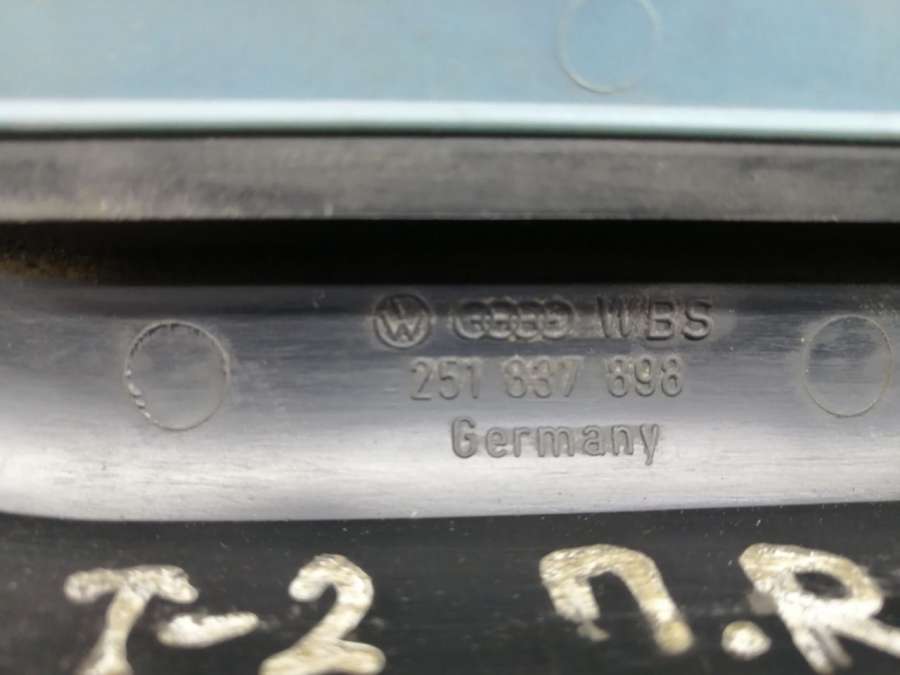 WBS
251 837 898
Germany
T-2 П.R